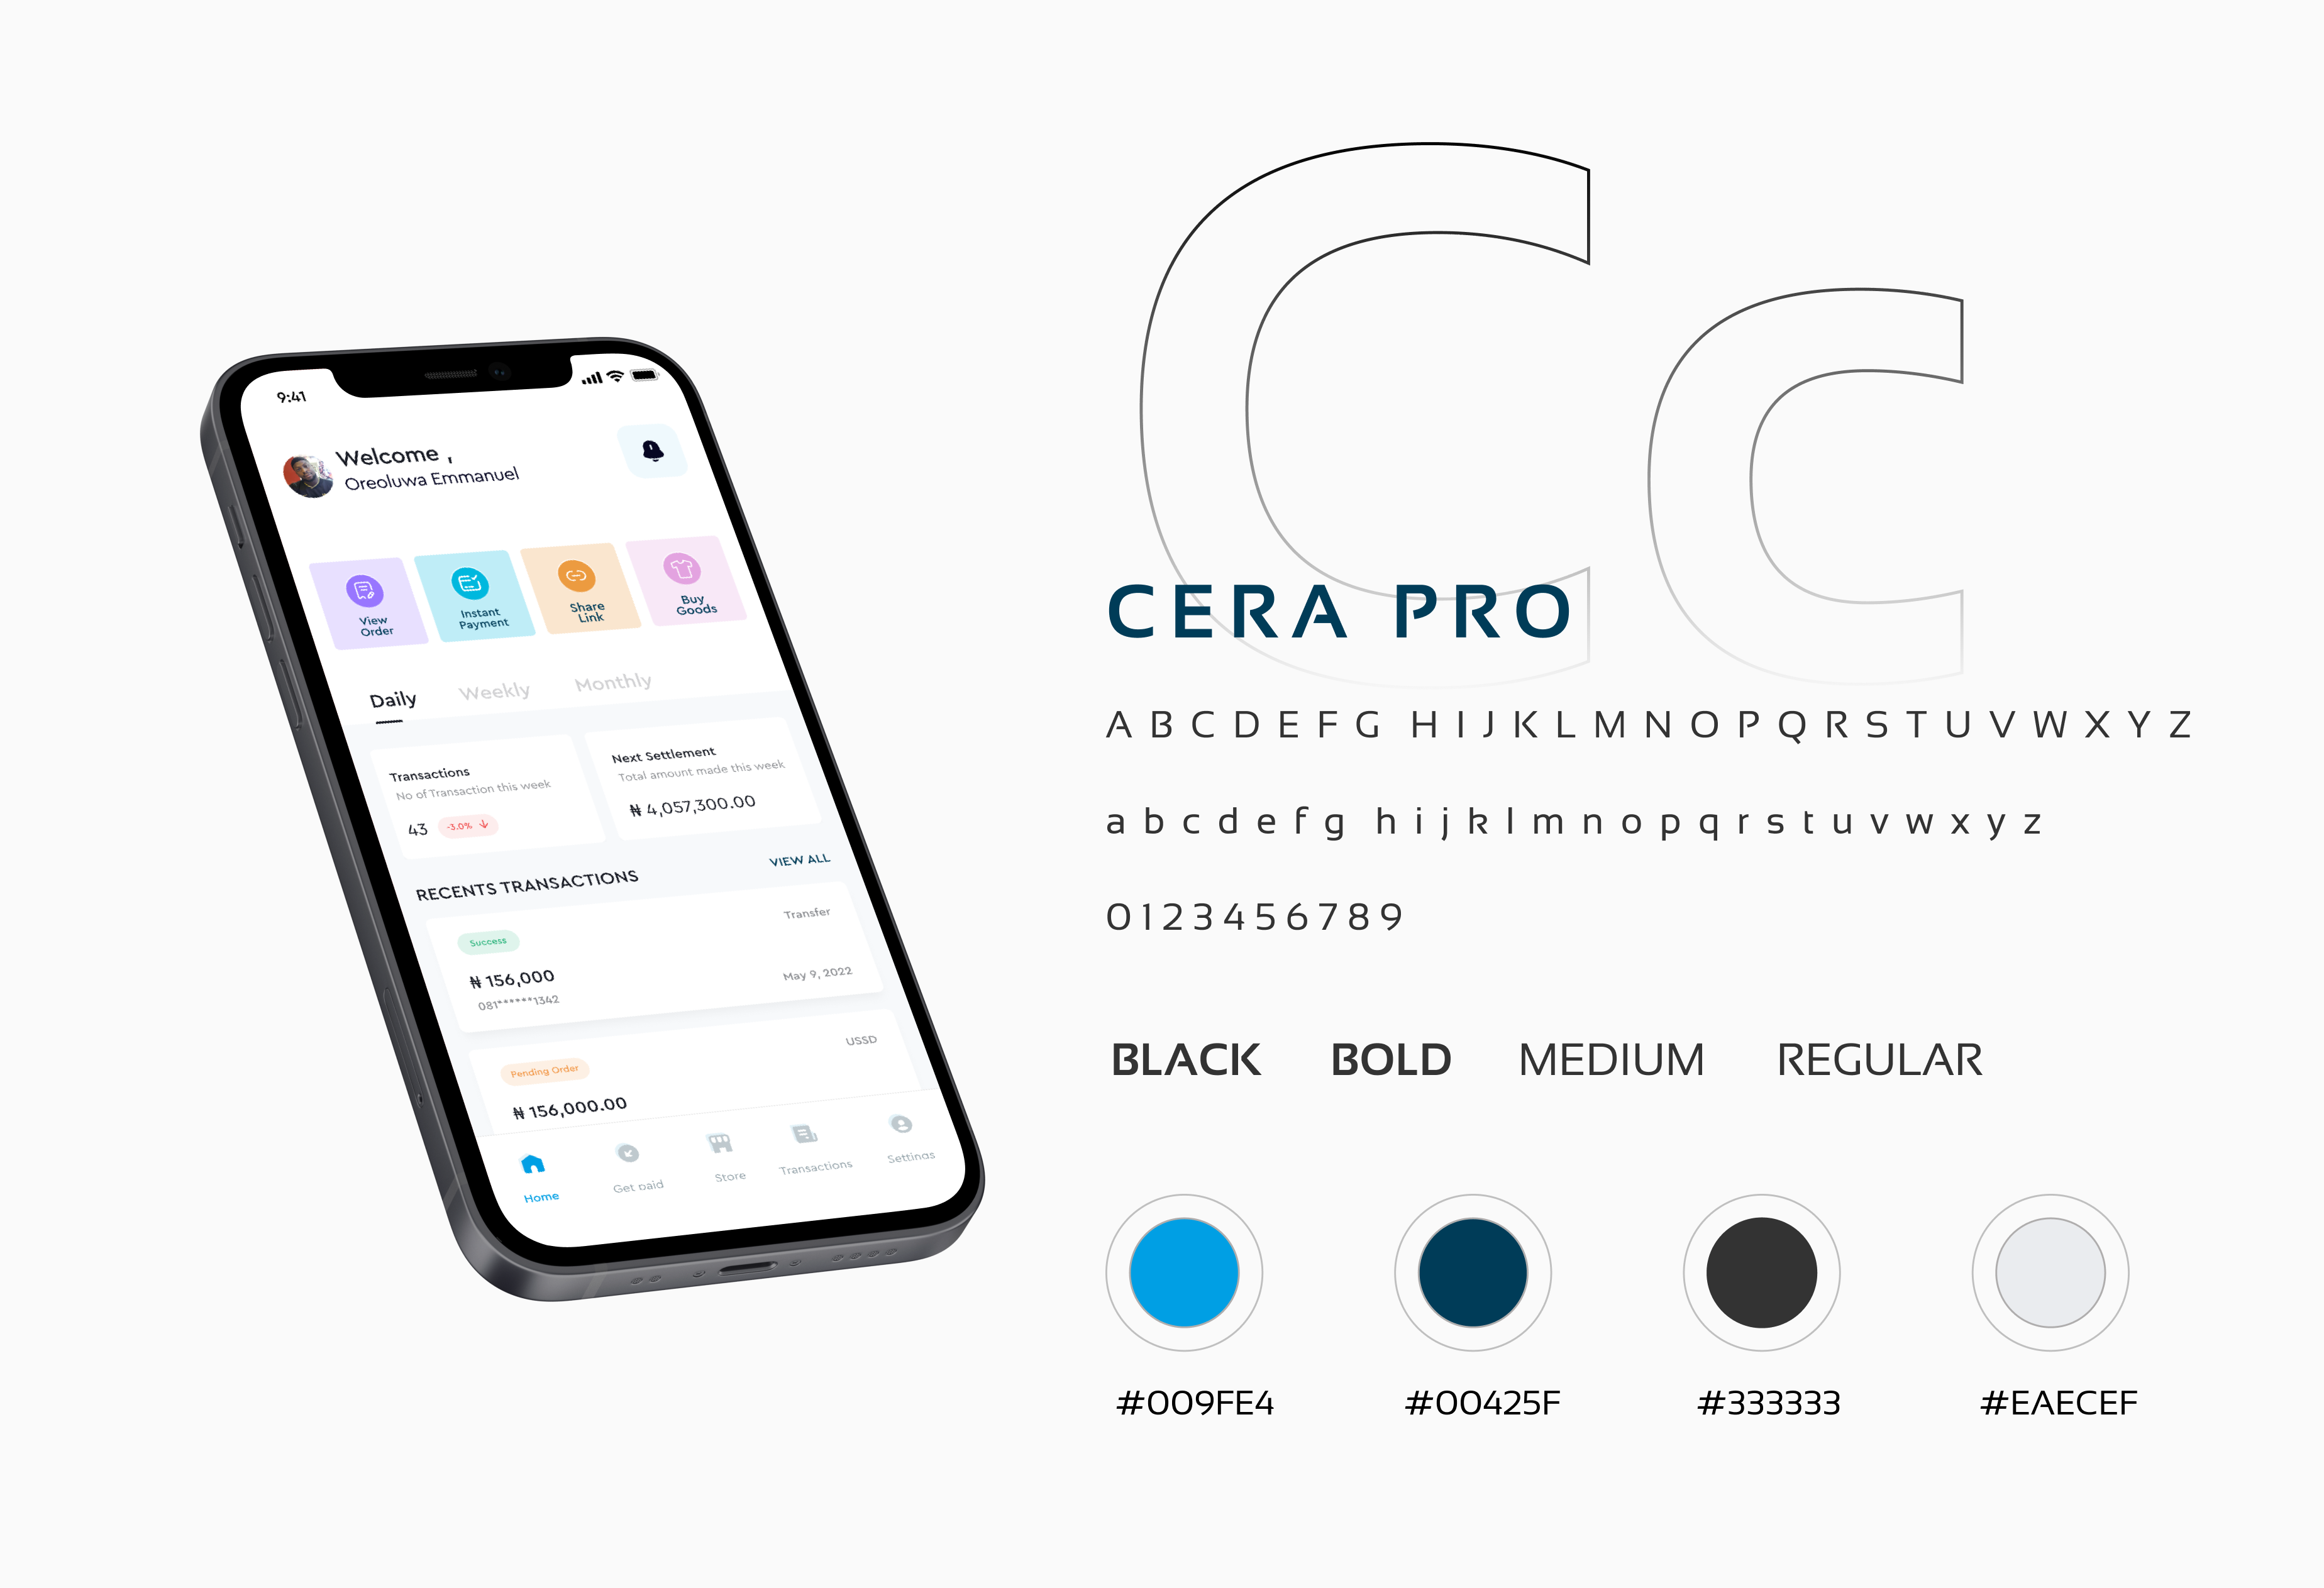 9:41
Welcome ,
Oreoluwa Emmanuel
View
Order
Instant
Payment
Share
Link
Buy
Goods
Daily Weekly Monthly
Transactions
No of Transaction this week
43 -3.0%
Next Settlement
Total amount made this week
₦ 4,057,300.00
RECENTS TRANSACTIONS VIEW ALL
Success Transfer
₦ 156,000
081******1342
May 9, 2022
Pending Order USSD
₦ 156,000.00
Home Get paid Store Transactions Settings
C c
CERA PRO
A B C D E F G H I J K L M N O P Q R S T U V W X Y Z
a b c d e f g h i j k l m n o p q r s t u v w x y z
0 1 2 3 4 5 6 7 8 9
BLACK BOLD MEDIUM REGULAR
#009FE4 #00425F #333333 #EAECEF